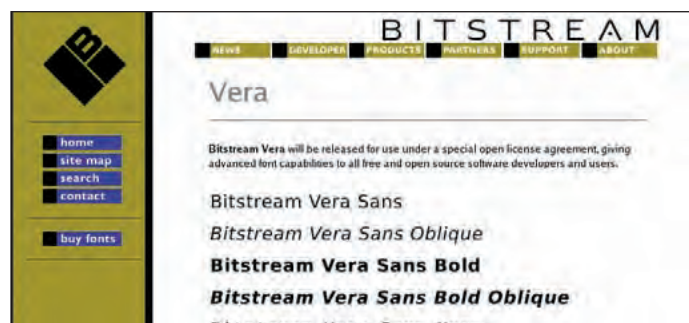 B
BITSTREAM
NEWS DEVELOPER PRODUCTS PARTNERS SUPPORT ABOUT
Vera
home
site map
search
contact
buy fonts
Bitstream Vera will be released for use under a special open license agreement, giving
advanced font capabilities to all free and open source software developers and users.
Bitstream Vera Sans
Bitstream Vera Sans Oblique
Bitstream Vera Sans Bold
Bitstream Vera Sans Bold Oblique